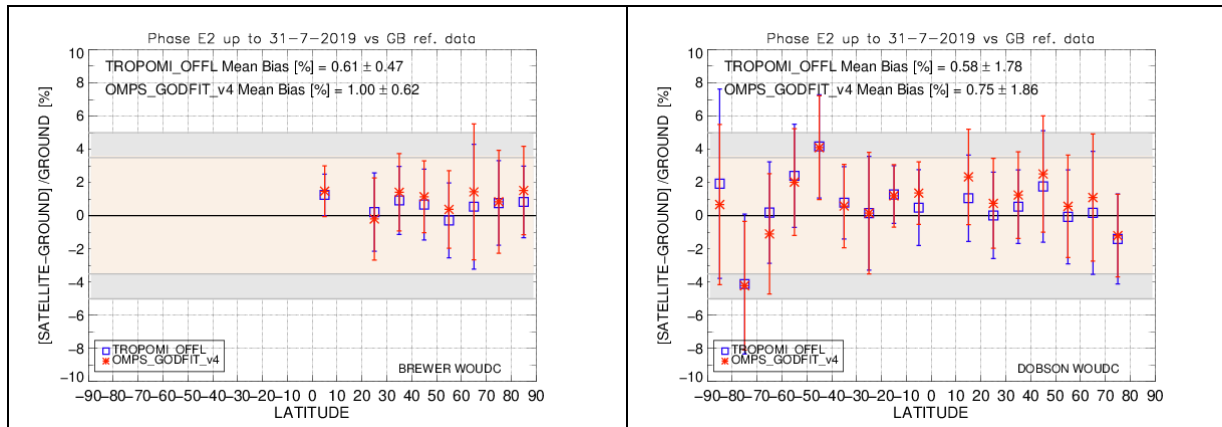 Phase E2 up to 31-7-2019 vs GB ref. data
TROPOMI_OFFL Mean Bias [%] = 0.61 ± 0.47
OMPS_GODFIT_v4 Mean Bias [%] = 1.00 ± 0.62
[SATELLITE-GROUND] /GROUND [%]
10
8
6
4
2
0
−2
−4
−6
−8
−10
TROPOMI_OFFL
OMPS_GODFIT_v4
BREWER WOUDC
−90−80−70−60−50−40−30−20−10 0 10 20 30 40 50 60 70 80 90
LATITUDE
Phase E2 up to 31-7-2019 vs GB ref. data
TROPOMI_OFFL Mean Bias [%] = 0.58 ± 1.78
OMPS_GODFIT_v4 Mean Bias [%] = 0.75 ± 1.86
[SATELLITE-GROUND] /GROUND [%]
10
8
6
4
2
0
−2
−4
−6
−8
−10
TROPOMI_OFFL
OMPS_GODFIT_v4
DOBSON WOUDC
−90−80−70−60−50−40−30−20−10 0 10 20 30 40 50 60 70 80 90
LATITUDE